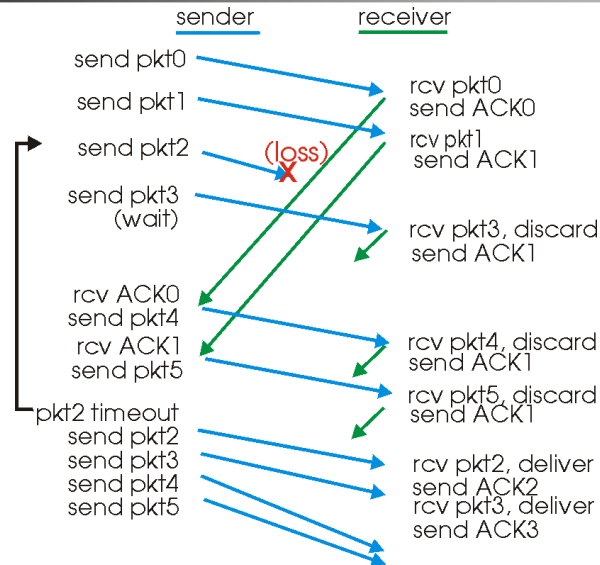 sender
receiver
send pkt0
send pkt1
send pkt2
send pkt3
(wait)
(loss)
X
rcv ACK0
send pkt4
rcv ACK1
send pkt5
pkt2 timeout
send pkt2
send pkt3
send pkt4
send pkt5
rcv pkt0
send ACK0
rcv pkt1
send ACK1
rcv pkt3, discard
send ACK1
rcv pkt4, discard
send ACK1
rcv pkt5, discard
send ACK1
rcv pkt2, deliver
send ACK2
rcv pkt3, deliver
send ACK3